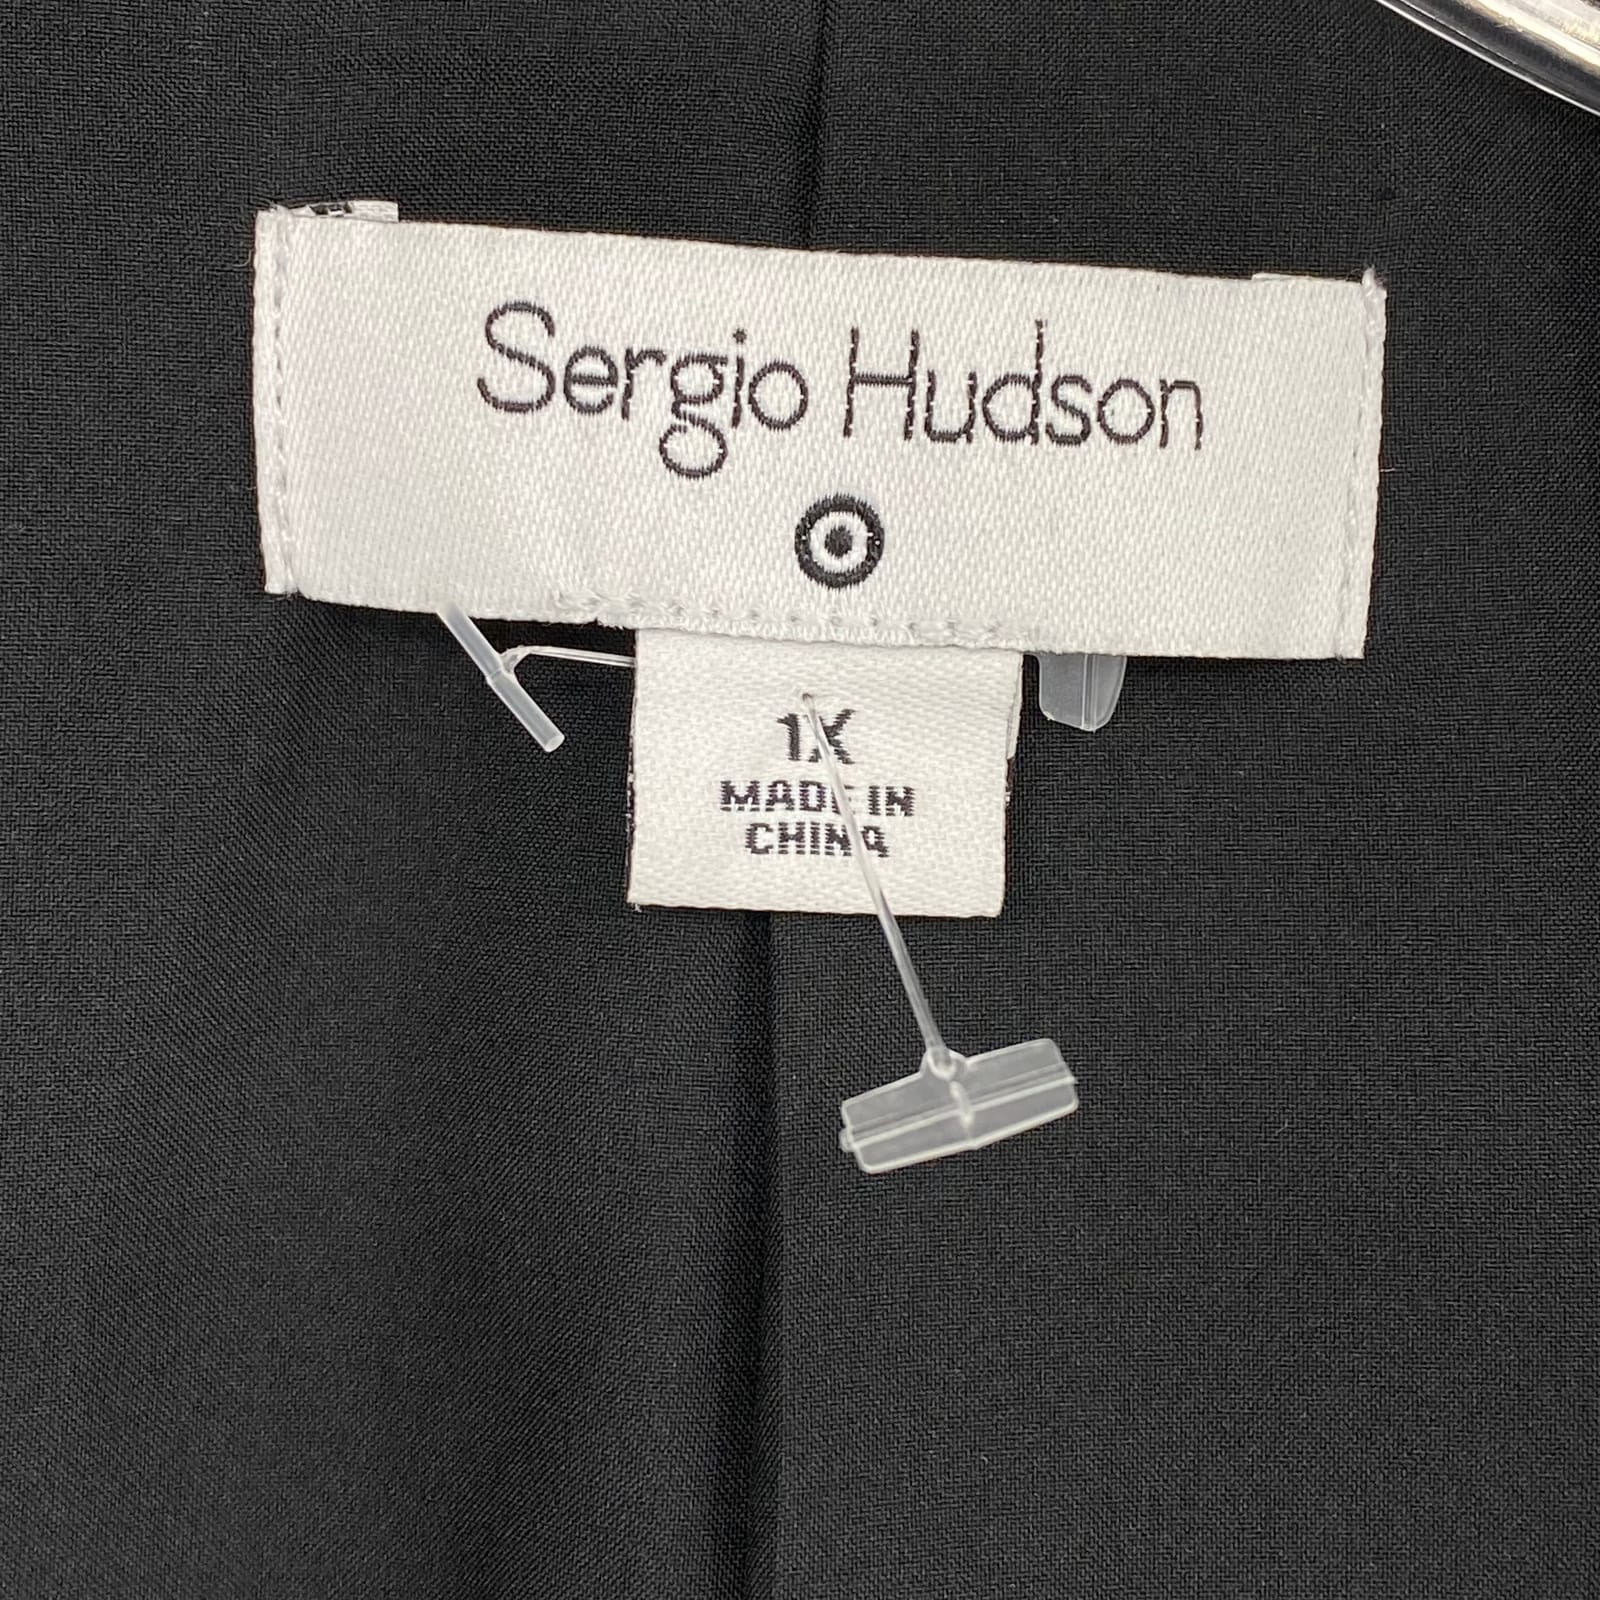 Sergio Hudson
1X
MADE IN
CHINA